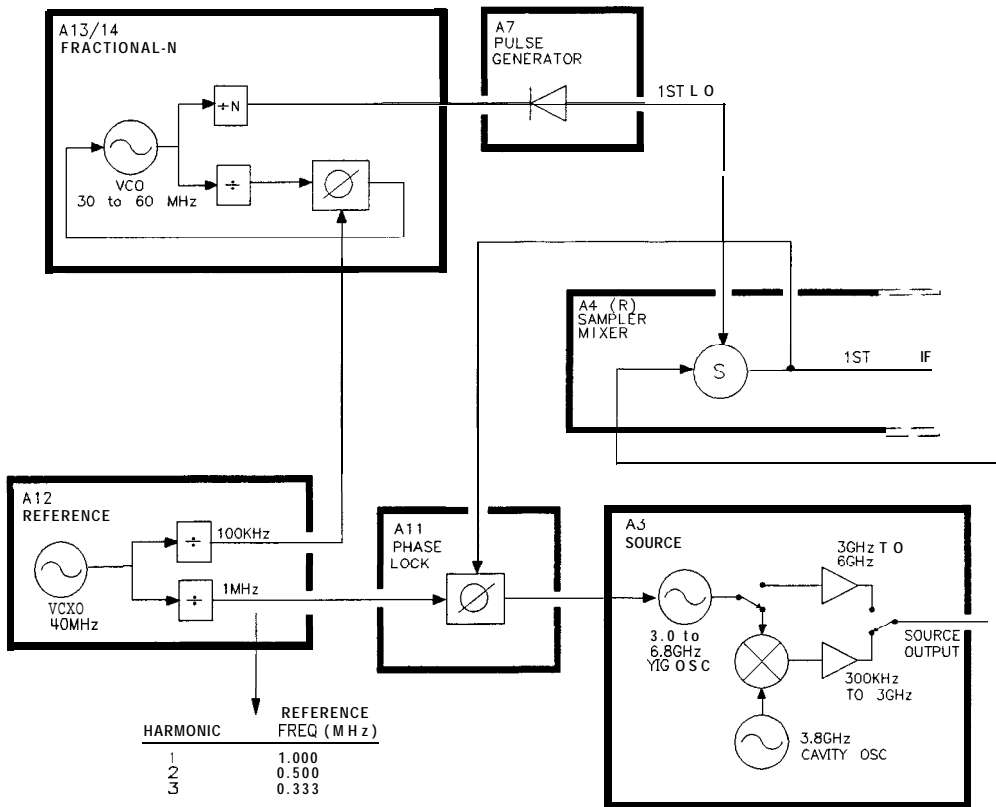 A13/14
FRACTIONAL-N
÷N
VCO
30 to 60 MHz
÷
A7
PULSE
GENERATOR
1ST LO
A4 (R)
SAMPLER
MIXER
S
1ST IF
A12
REFERENCE
÷
100KHz
÷
1MHz
VCXO
40MHz
A11
PHASE
LOCK
A3
SOURCE
3GHz TO
6GHz
3.0 to
6.8GHz
YIG OSC
SOURCE
OUTPUT
300KHz
TO 3GHz
3.8GHz
CAVITY OSC
HARMONIC REFERENCE FREQ (MHz)
1 1.000
2 0.500
3 0.333